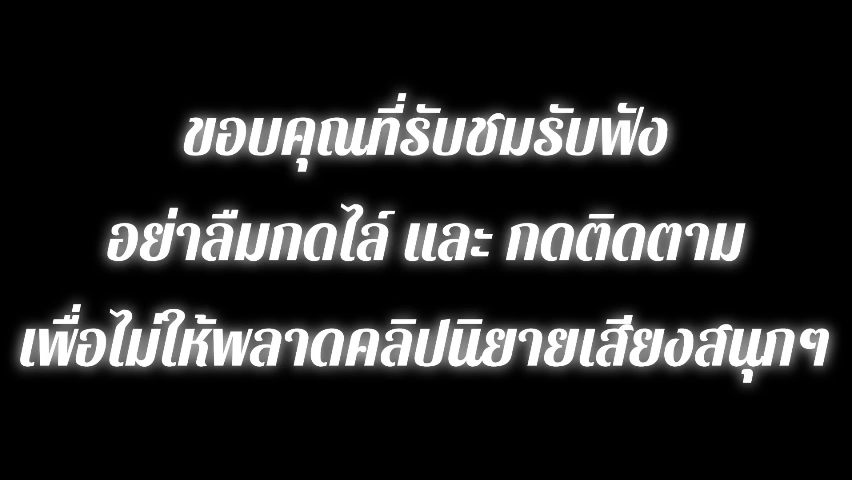 ขอบคุณที่รับชมรับฟัง
อย่าลืมกดไล์ และ กดติดตาม
เพื่อไม่ให้พลาดคลิปนิยายเสียงสนุกๆ